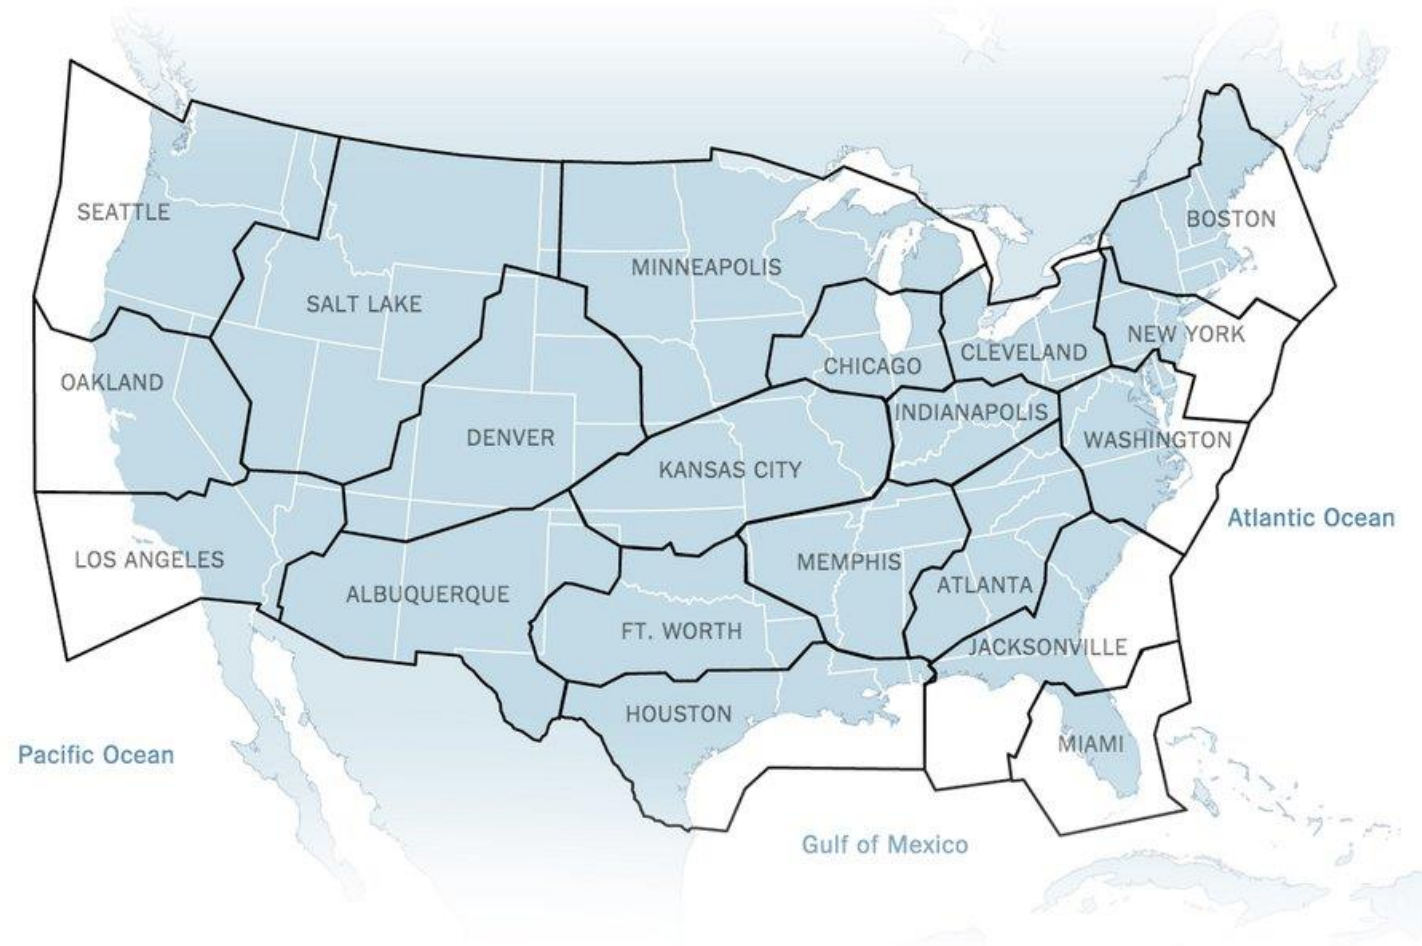 SEATTLE
BOSTON
MINNEAPOLIS
SALT LAKE
NEW YORK
CLEVELAND
CHICAGO
OAKLAND
INDIANAPOLIS
DENVER
WASHINGTON
KANSAS CITY
Atlantic Ocean
LOS ANGELES
MEMPHIS
ATLANTA
ALBUQUERQUE
FT. WORTH
JACKSONVILLE
HOUSTON
MIAMI
Pacific Ocean
Gulf of Mexico